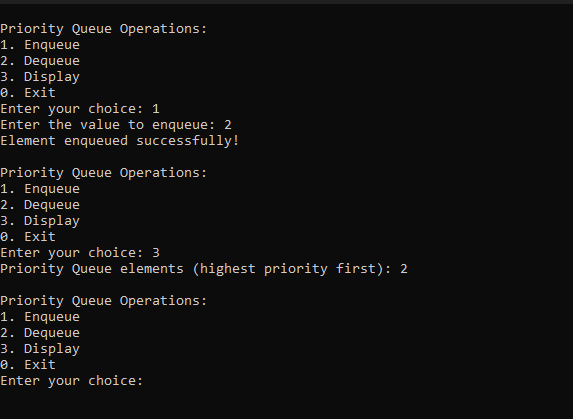 Priority Queue Operations:
1. Enqueue
2. Dequeue
3. Display
0. Exit
Enter your choice: 1
Enter the value to enqueue: 2
Element enqueued successfully!
Priority Queue Operations:
1. Enqueue
2. Dequeue
3. Display
0. Exit
Enter your choice: 3
Priority Queue elements (highest priority first): 2
Priority Queue Operations:
1. Enqueue
2. Dequeue
3. Display
0. Exit
Enter your choice: